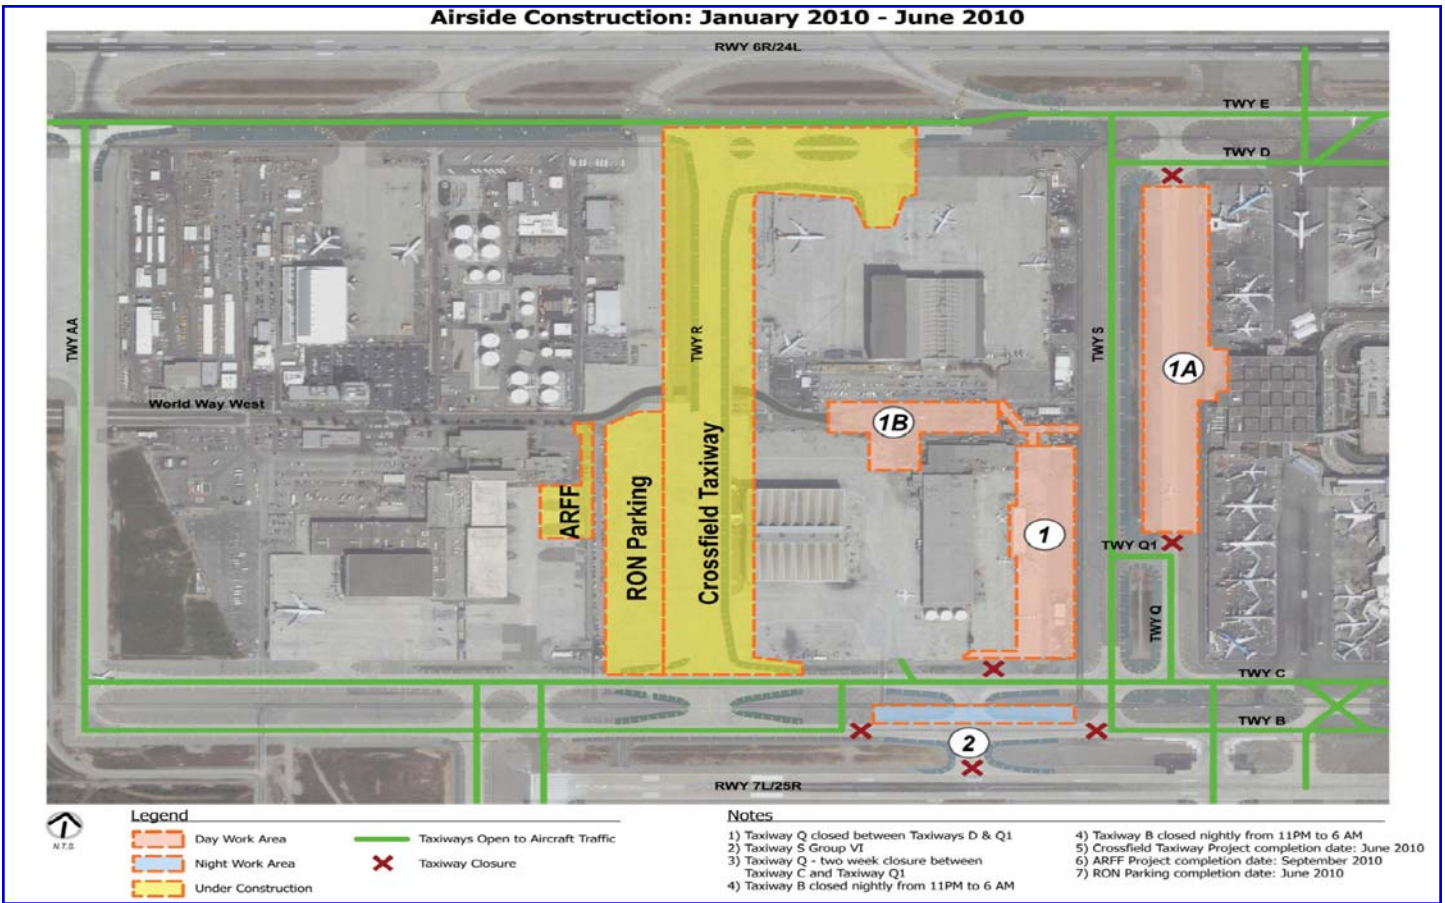 Airside Construction: January 2010 - June 2010
RWY 6R/24L
TWY E
TWY D
TWY AA
TWY R
TWY S
1A
World Way West
1B
ARFF
RON Parking
Crossfield Taxiway
1
TWY Q1
TWY Q
TWY C
TWY B
2
RWY 7L/25R
N.T.S.
Legend
Day Work Area
Night Work Area
Under Construction
Taxiways Open to Aircraft Traffic
Taxiway Closure
Notes
1) Taxiway Q closed between Taxiways D & Q1
2) Taxiway S Group VI
3) Taxiway Q - two week closure between
Taxiway C and Taxiway Q1
4) Taxiway B closed nightly from 11PM to 6 AM
4) Taxiway B closed nightly from 11PM to 6 AM
5) Crossfield Taxiway Project completion date: June 2010
6) ARFF Project completion date: September 2010
7) RON Parking completion date: June 2010